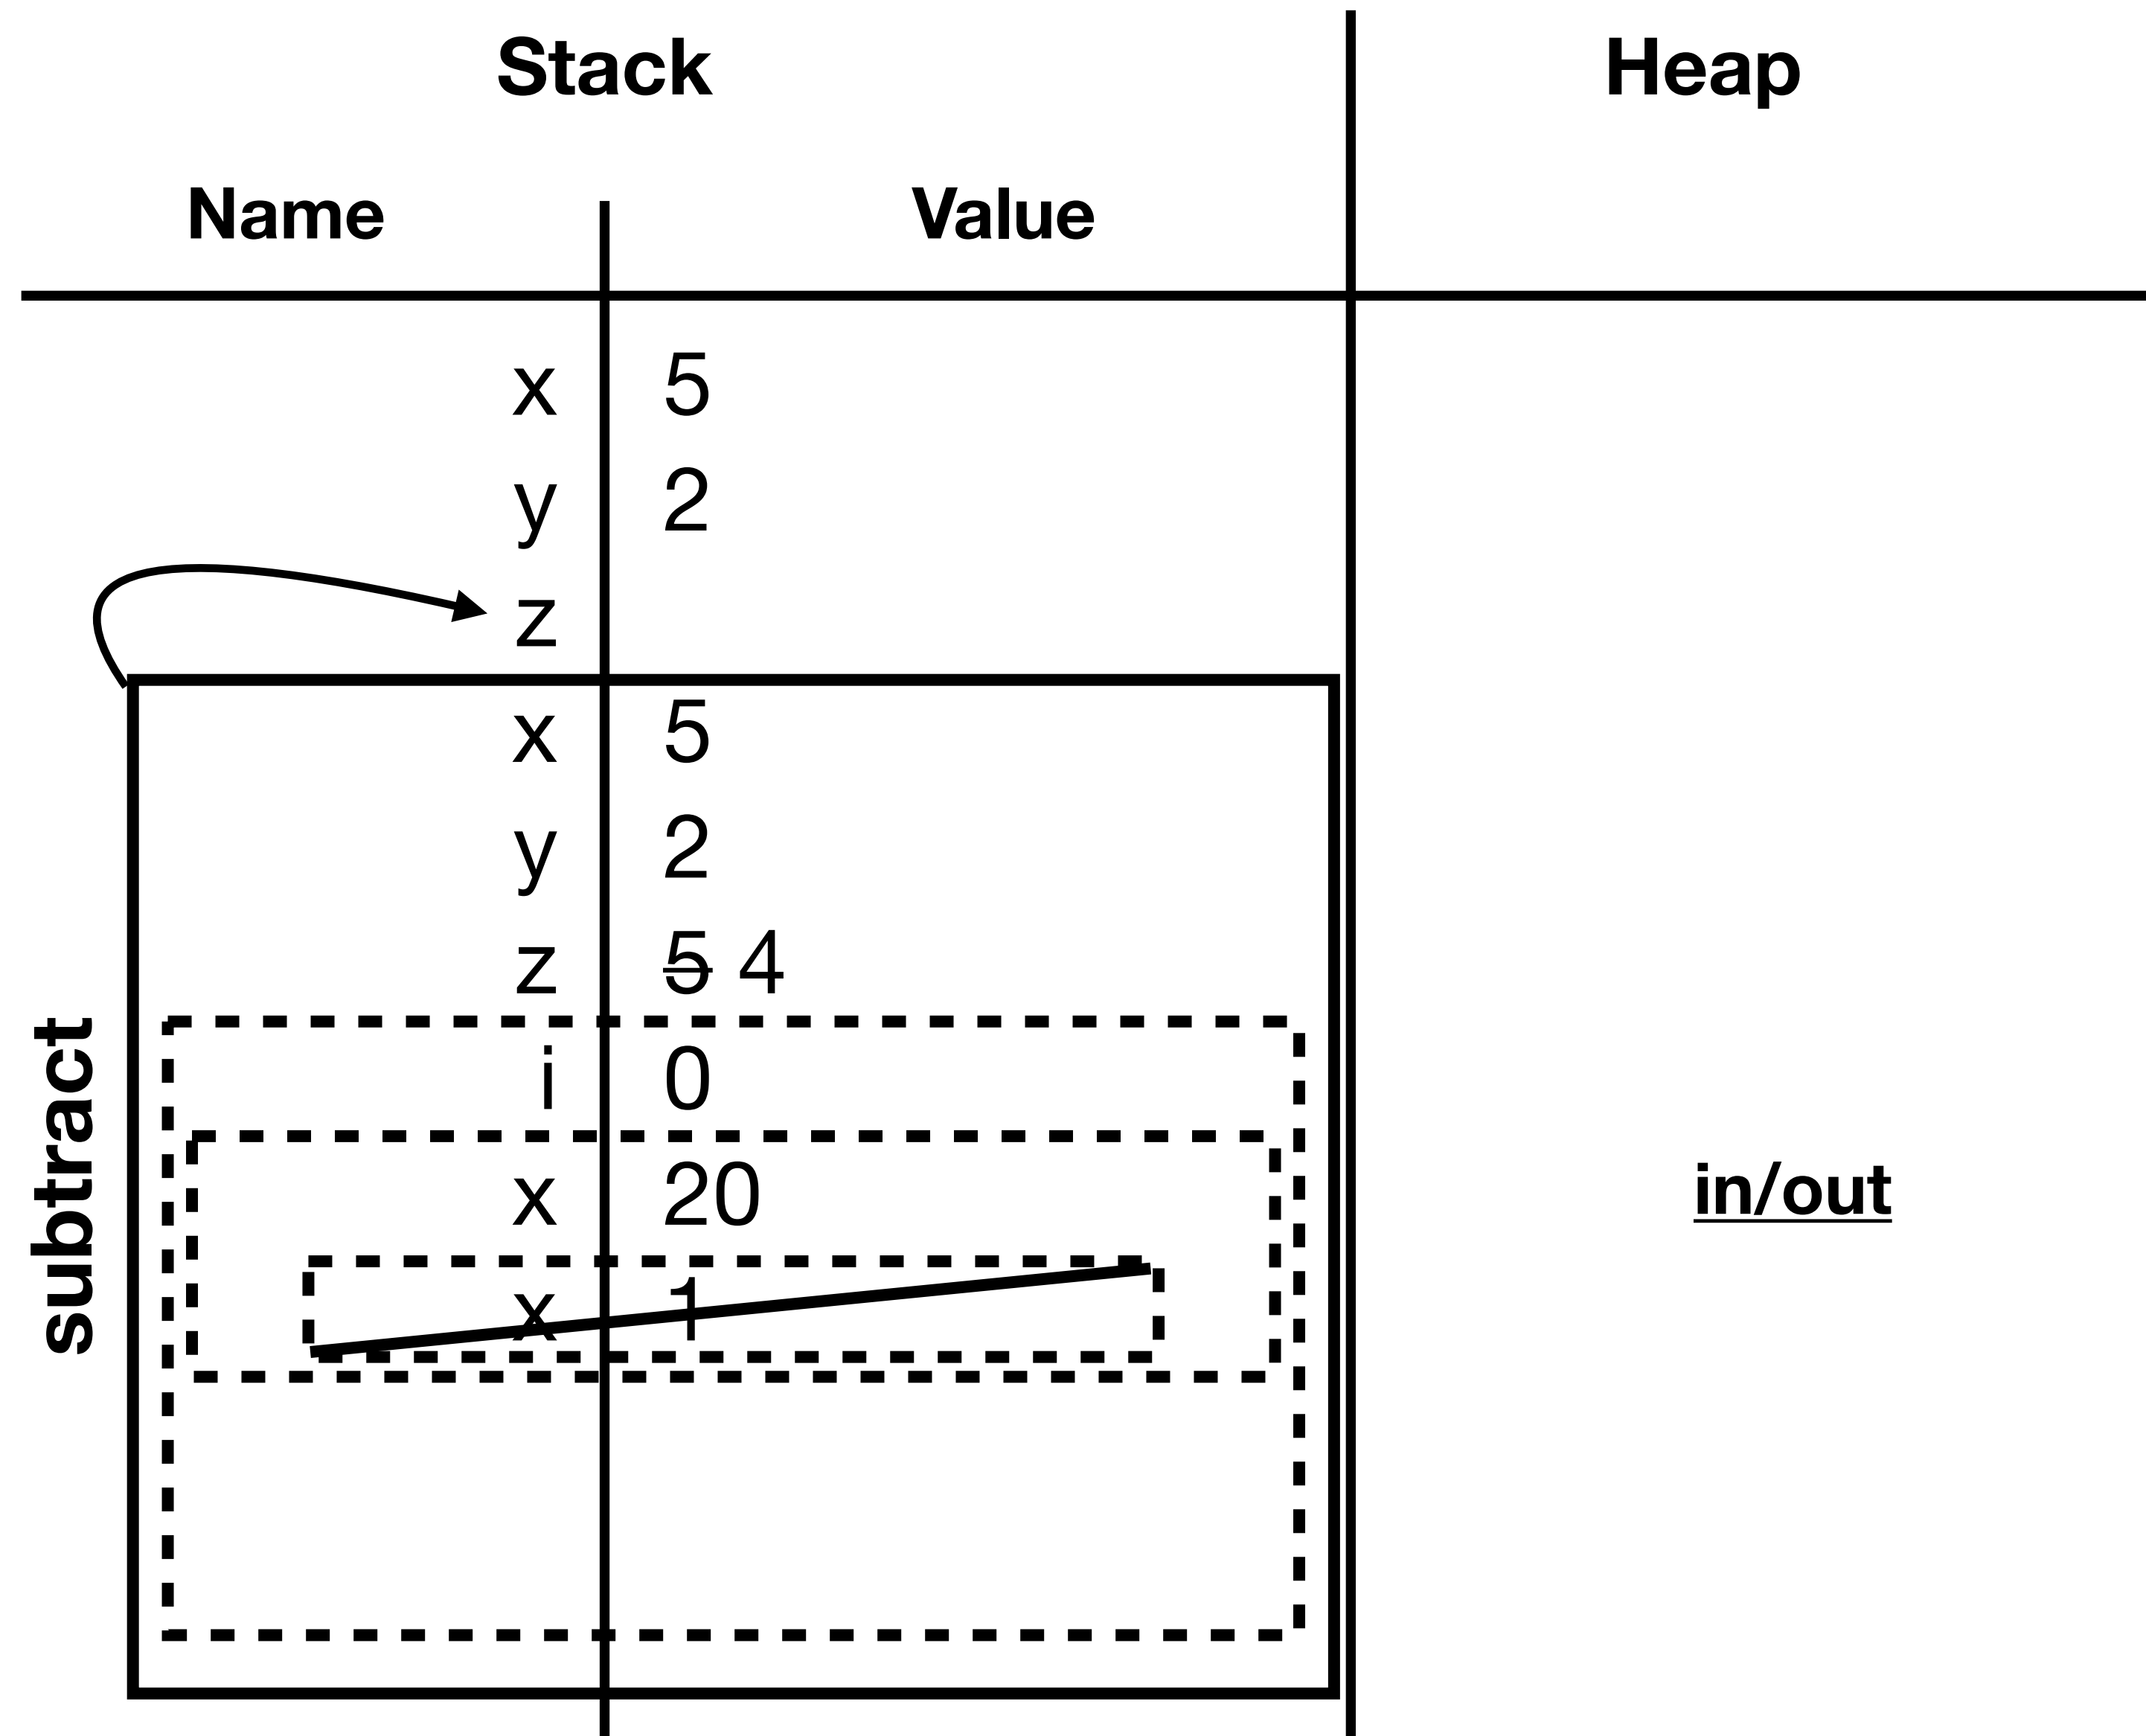 Stack Heap
Name Value
x 5
y 2
z
x 5
y 2
z 5 4
i 0
x 20
x 1
subtract
in/out